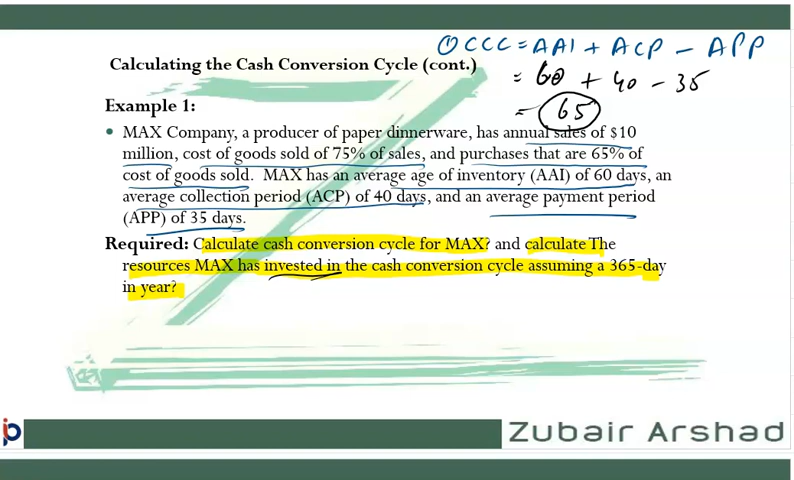 ① CCC = AAI + ACP - APP
Calculating the Cash Conversion Cycle (cont.)
= 60 + 40 - 35
Example 1:
= 65
• MAX Company, a producer of paper dinnerware, has annual sales of $10
million, cost of goods sold of 75% of sales, and purchases that are 65% of
cost of goods sold. MAX has an average age of inventory (AAI) of 60 days, an
average collection period (ACP) of 40 days, and an average payment period
(APP) of 35 days.
Required: Calculate cash conversion cycle for MAX? and calculate The
resources MAX has invested in the cash conversion cycle assuming a 365-day
in year?
Zubair Arshad